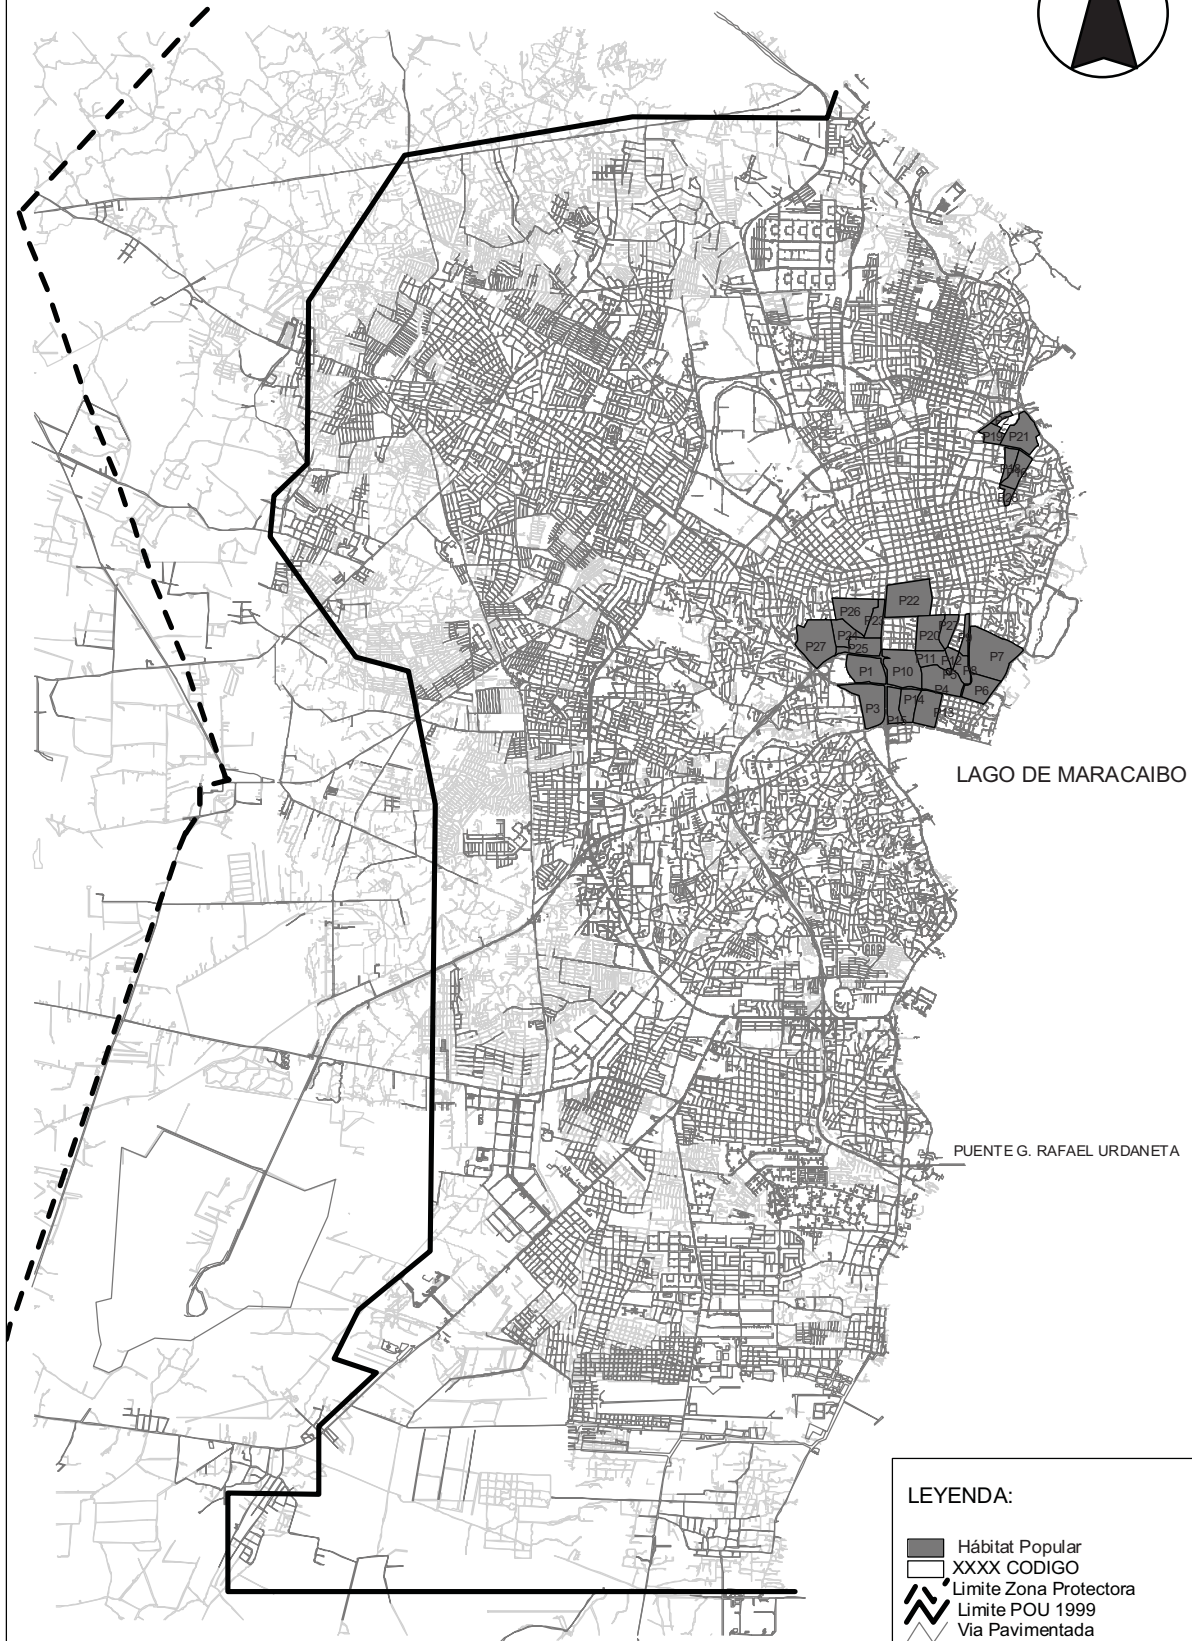 P19
P21
P22
P26
P23
P20
P24
P25
P27
P7
P11
P12
P1
P10
P8
P6
P4
P14
P3
P15
LAGO DE MARACAIBO
PUENTE G. RAFAEL URDANETA
LEYENDA:
Hábitat Popular
XXXX CODIGO
Limite Zona Protectora
Limite POU 1999
Via Pavimentada